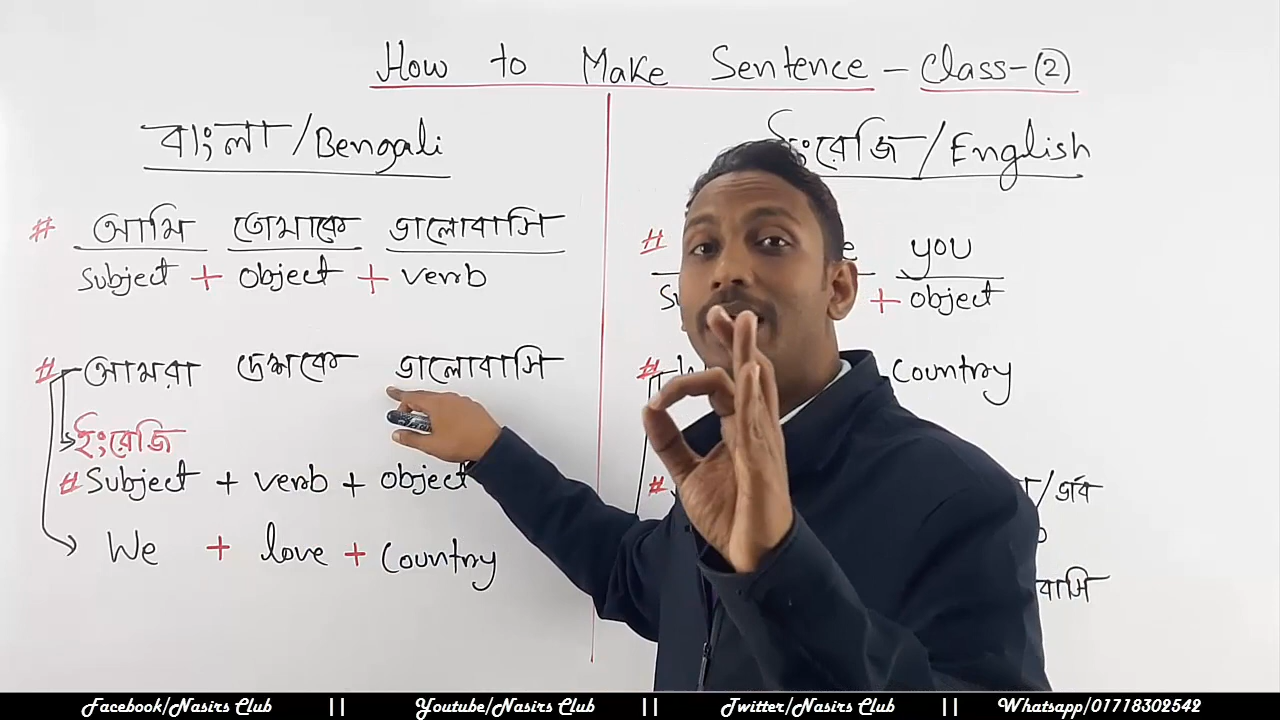 How to Make Sentence - Class-(2)
বাংলা/Bengali
# আমি তোমাকে ভালোবাসি
Subject + object + verb
# আমরা দেশকে ভালোবাসি
ইংরেজি
# Subject + verb + object
We + love + Country
ইংরেজি/English
# you
+ object
# Country
# /ভাব
বাসি
Facebook/Nasirs Club || Youtube/Nasirs Club || Twitter/Nasirs Club || Whatsapp/01718302542